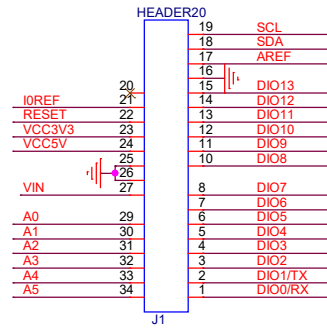 HEADER20
19 SCL
18 SDA
17 AREF
16
20 15 DIO13
I0REF 21 14 DIO12
RESET 22 13 DIO11
VCC3V3 23 12 DIO10
VCC5V 24 11 DIO9
25 10 DIO8
26
VIN 27 8 DIO7
7 DIO6
A0 29 6 DIO5
A1 30 5 DIO4
A2 31 4 DIO3
A3 32 3 DIO2
A4 33 2 DIO1/TX
A5 34 1 DIO0/RX
J1